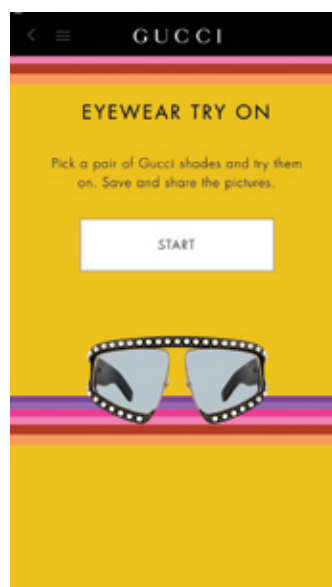 GUCCI
EYEWEAR TRY ON
Pick a pair of Gucci shades and try them
on. Save and share the pictures.
START